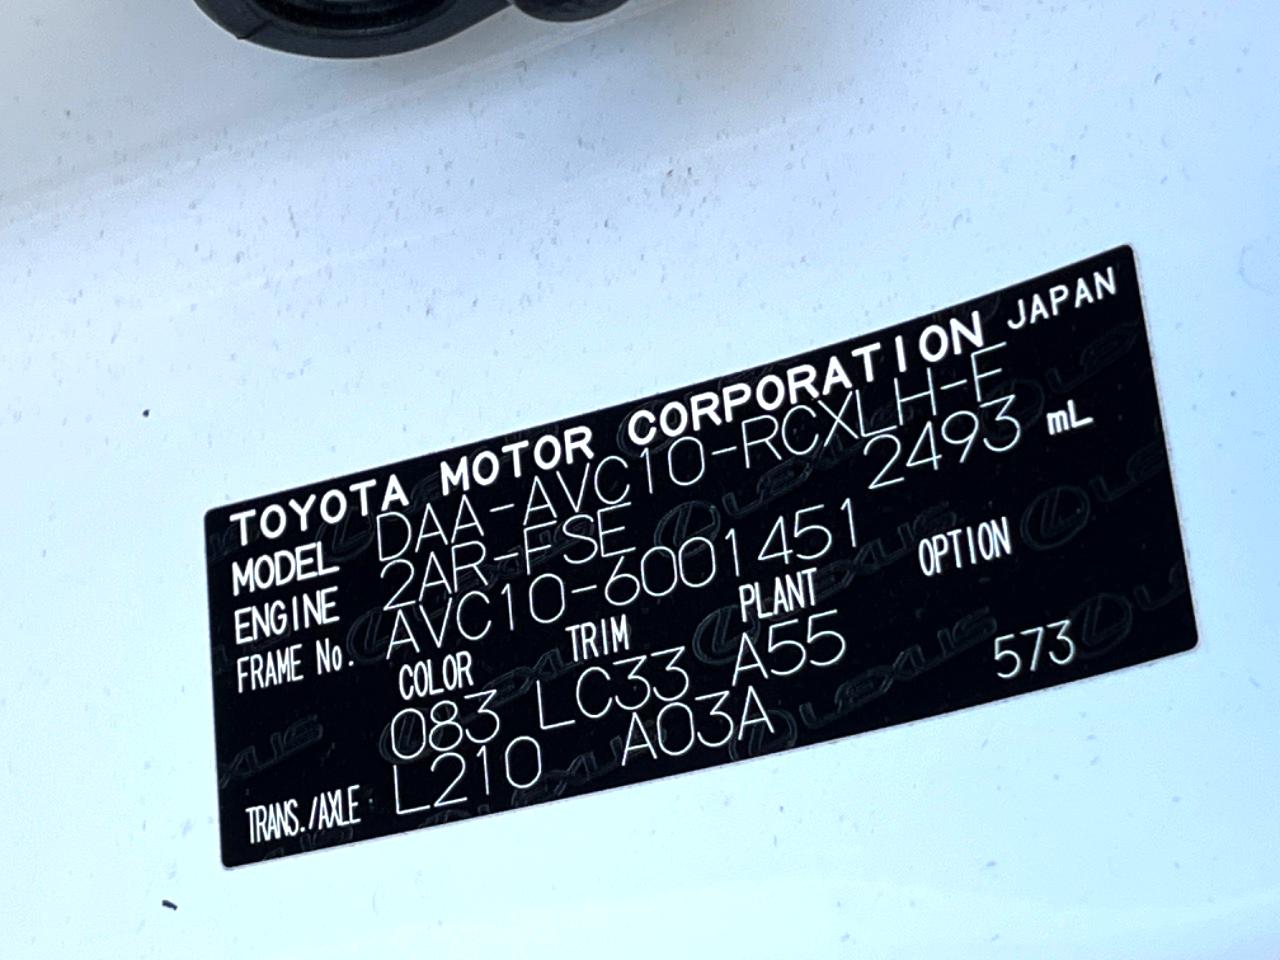 TOYOTA MOTOR CORPORATION JAPAN
MODEL DAA-AVC10-RCXLH-F
ENGINE 2AR-FSE 2493 mL
FRAME No. AVC10-6001451
COLOR TRIM PLANT OPTION
083 LC33 A55 573
TRANS./AXLE L210 A03A